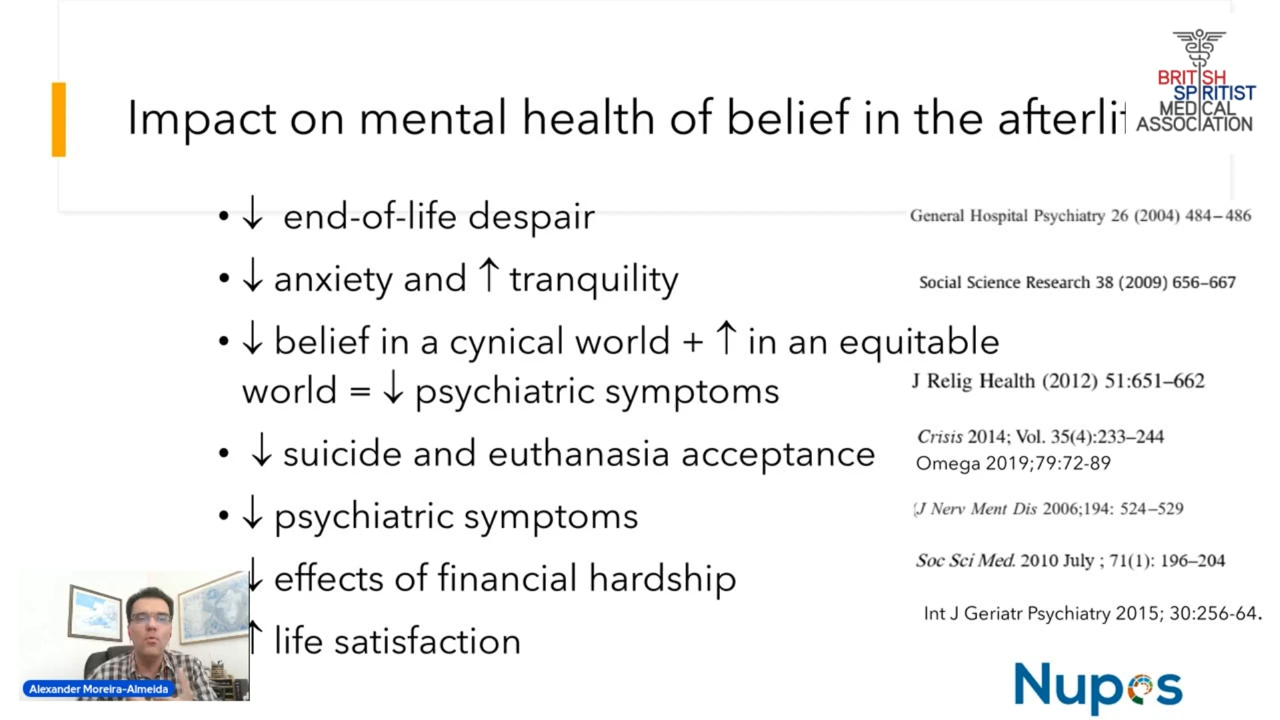 Impact on mental health of belief in the afterlif
BRITISH
SPIRITIST
MEDICAL
ASSOCIATION
• ↓ end-of-life despair
General Hospital Psychiatry 26 (2004) 484–486
• ↓ anxiety and ↑ tranquility
Social Science Research 38 (2009) 656–667
• ↓ belief in a cynical world + ↑ in an equitable
world = ↓ psychiatric symptoms
J Relig Health (2012) 51:651–662
• ↓ suicide and euthanasia acceptance
Crisis 2014; Vol. 35(4):233–244
Omega 2019;79:72-89
• ↓ psychiatric symptoms
(J Nerv Ment Dis 2006;194: 524–529
↓ effects of financial hardship
Soc Sci Med. 2010 July ; 71(1): 196–204
↑ life satisfaction
Int J Geriatr Psychiatry 2015; 30:256-64.
Alexander Moreira-Almeida
Nupes